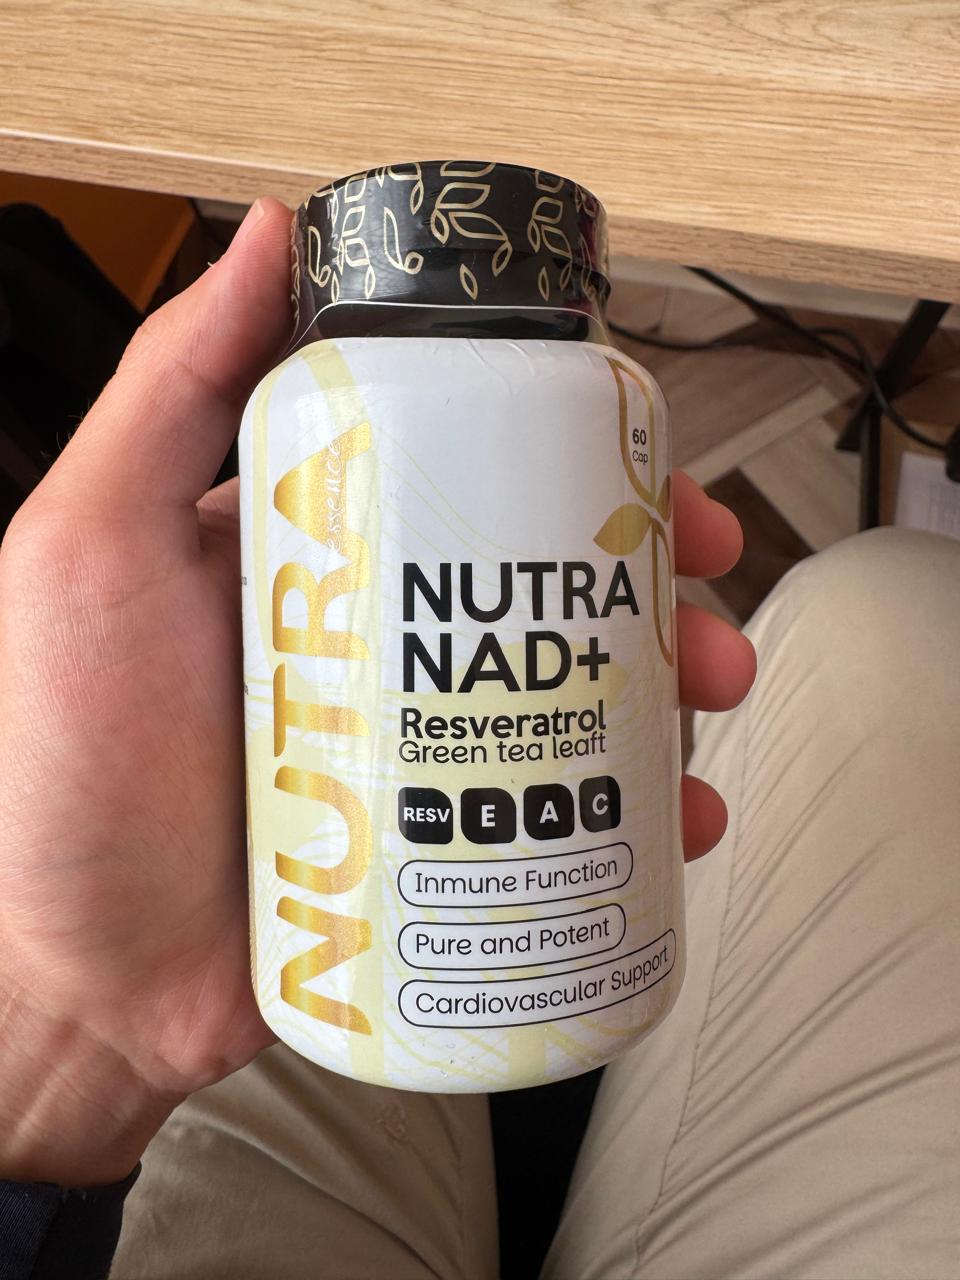 NUTRA
essence
60
Cap
NUTRA
NAD+
Resveratrol
Green tea leaft
RESV E A C
Inmune Function
Pure and Potent
Cardiovascular Support